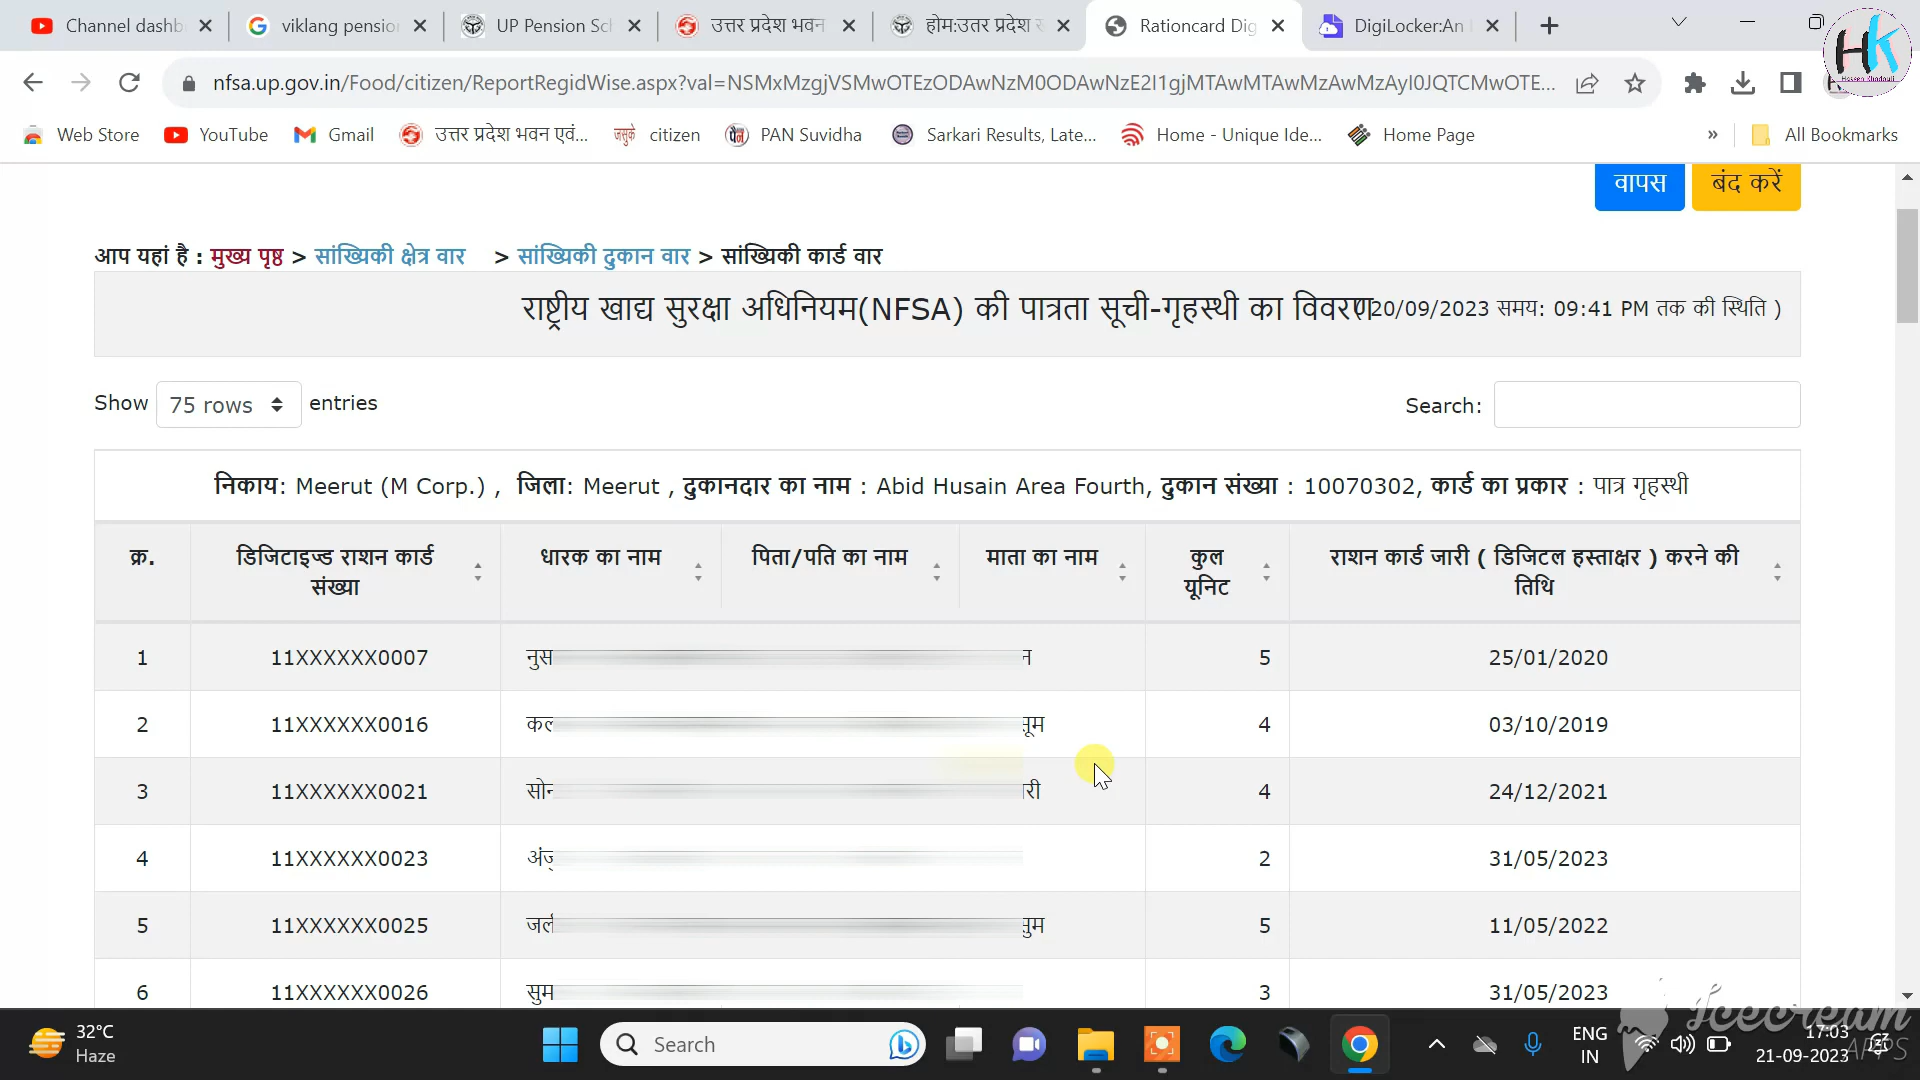 Channel dashb
viklang pensio
UP Pension Sc
उत्तर प्रदेश भवन
होम:उतर प्रदेश र
Rationcard Dig
DigiLocker:An
nfsa.up.gov.in/Food/citizen/ReportRegidWise.aspx?val=NSMxMzgjVSMwOTEzODAwNzM0ODAwNzE2I1gjMTAwMTAwMzAwMzAyI0JQTCMwOTE...
Web Store
YouTube
Gmail
उत्तर प्रदेश भवन एवं...
जसुके
citizen
PAN Suvidha
Sarkari Results, Late...
Home - Unique Ide...
Home Page
»
All Bookmarks
वापस
बंद करें
आप यहां है : मुख्य पृष्ठ > सांख्यिकी क्षेत्र वार > सांख्यिकी दुकान वार > सांख्यिकी कार्ड वार
राष्ट्रीय खाद्य सुरक्षा अधिनियम(NFSA) की पात्रता सूची-गृहस्थी का विवरण
20/09/2023 समय: 09:41 PM तक की स्थिति )
Show 75 rows entries
Search:
निकाय: Meerut (M Corp.) , जिला: Meerut , दुकानदार का नाम : Abid Husain Area Fourth, दुकान संख्या : 10070302, कार्ड का प्रकार : पात्र गृहस्थी
क्र. डिजिटाइज्ड राशन कार्ड धारक का नाम पिता/पति का नाम माता का नाम कुल राशन कार्ड जारी ( डिजिटल हस्ताक्षर ) करने की
संख्या यूनिट तिथि
1 11XXXXXX0007 नुस न 5 25/01/2020
2 11XXXXXX0016 सूम 4 03/10/2019
3 11XXXXXX0021 री 4 24/12/2021
4 11XXXXXX0023 2 31/05/2023
5 11XXXXXX0025 सुम 5 11/05/2022
6 11XXXXXX0026 सुम 3 31/05/2023
32°C
Haze
Search
ENG
IN
17:03
21-09-2023
Icecream
APPS
HK